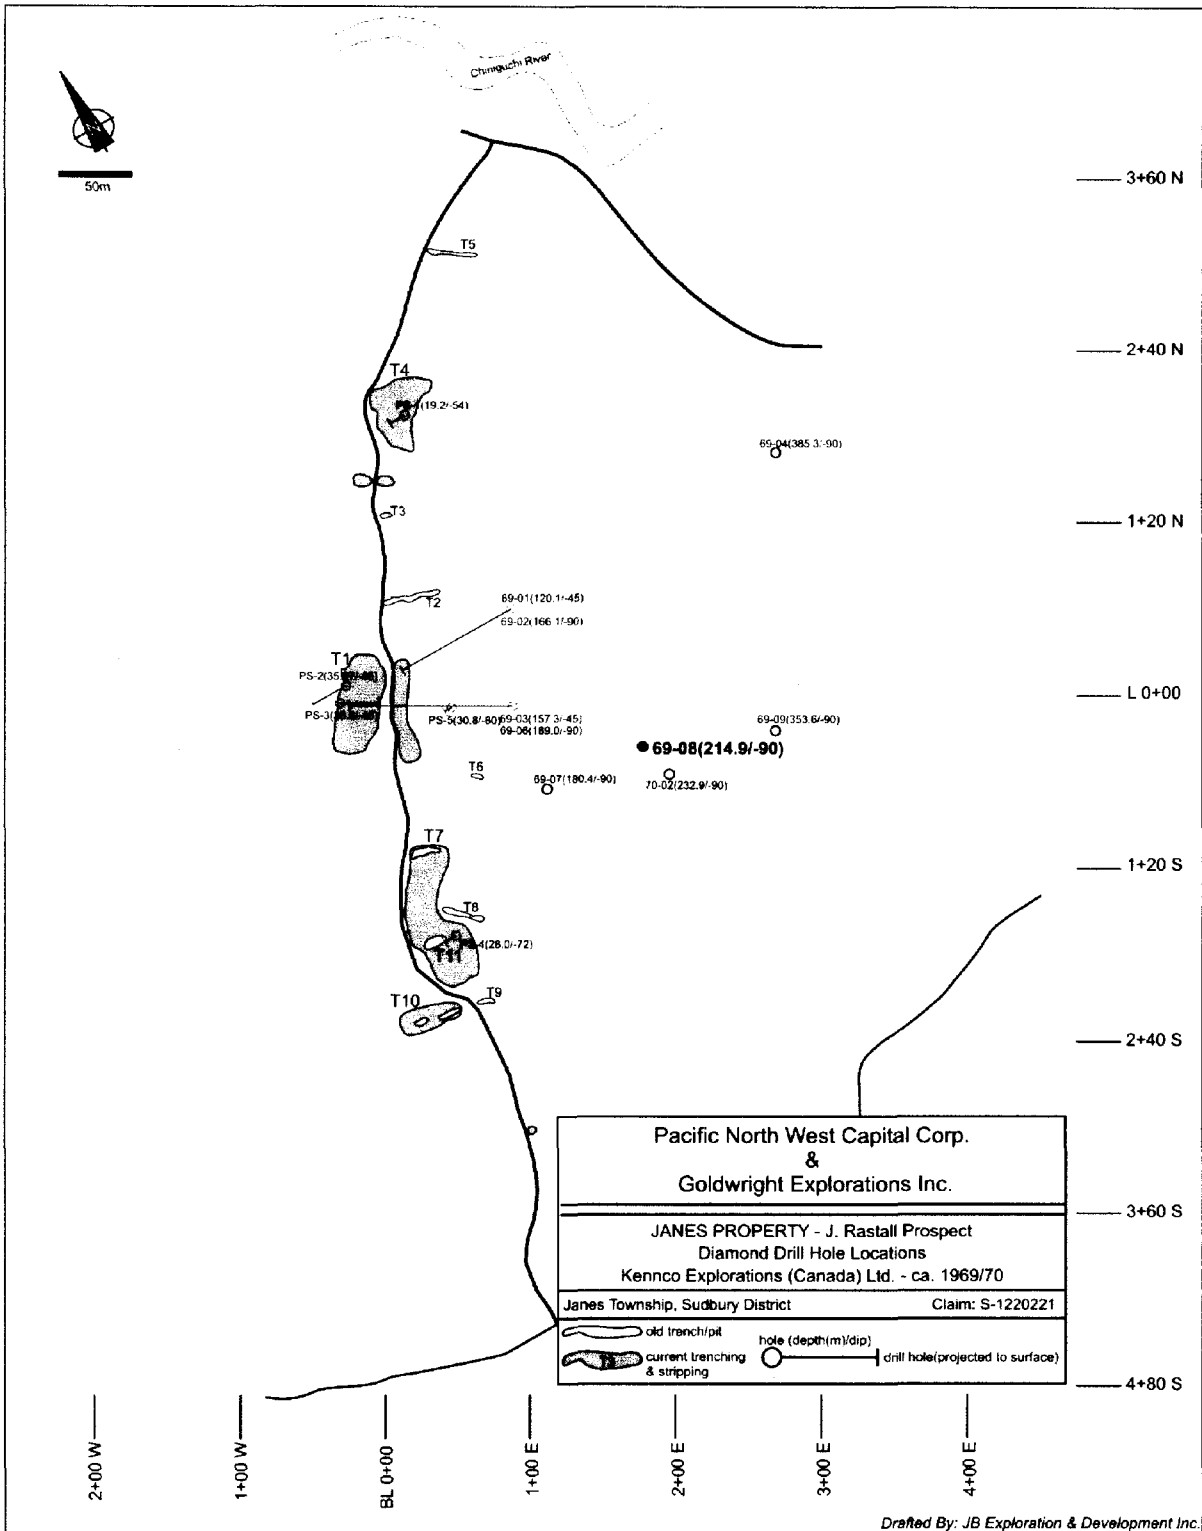 Chiniguchi River
50m
3+60 N
T5
2+40 N
T4
(19.2/-54)
69-04(385.3/-90)
1+20 N
T3
69-01(120.1/-45)
T2
69-02(166.1/-90)
T1
PS-2(35.
L 0+00
PS-3(
PS-5(30.8/-60)
69-03(157.3/-45)
69-09(353.6/-90)
69-06(189.0/-90)
69-08(214.9/-90)
T6
69-07(180.4/-90)
70-02(232.9/-90)
T7
1+20 S
T8
4(28.0/-72)
T11
T9
T10
2+40 S
Pacific North West Capital Corp.
&
Goldwright Explorations Inc.
3+60 S
JANES PROPERTY - J. Rastall Prospect
Diamond Drill Hole Locations
Kennco Explorations (Canada) Ltd. - ca. 1969/70
Janes Township, Sudbury District Claim: S-1220221
old trench/pit
hole (depth(m)/dip)
current trenching
& stripping
drill hole(projected to surface)
4+80 S
2+00 W
1+00 W
BL 0+00
1+00 E
2+00 E
3+00 E
4+00 E
Drafted By: JB Exploration & Development Inc.